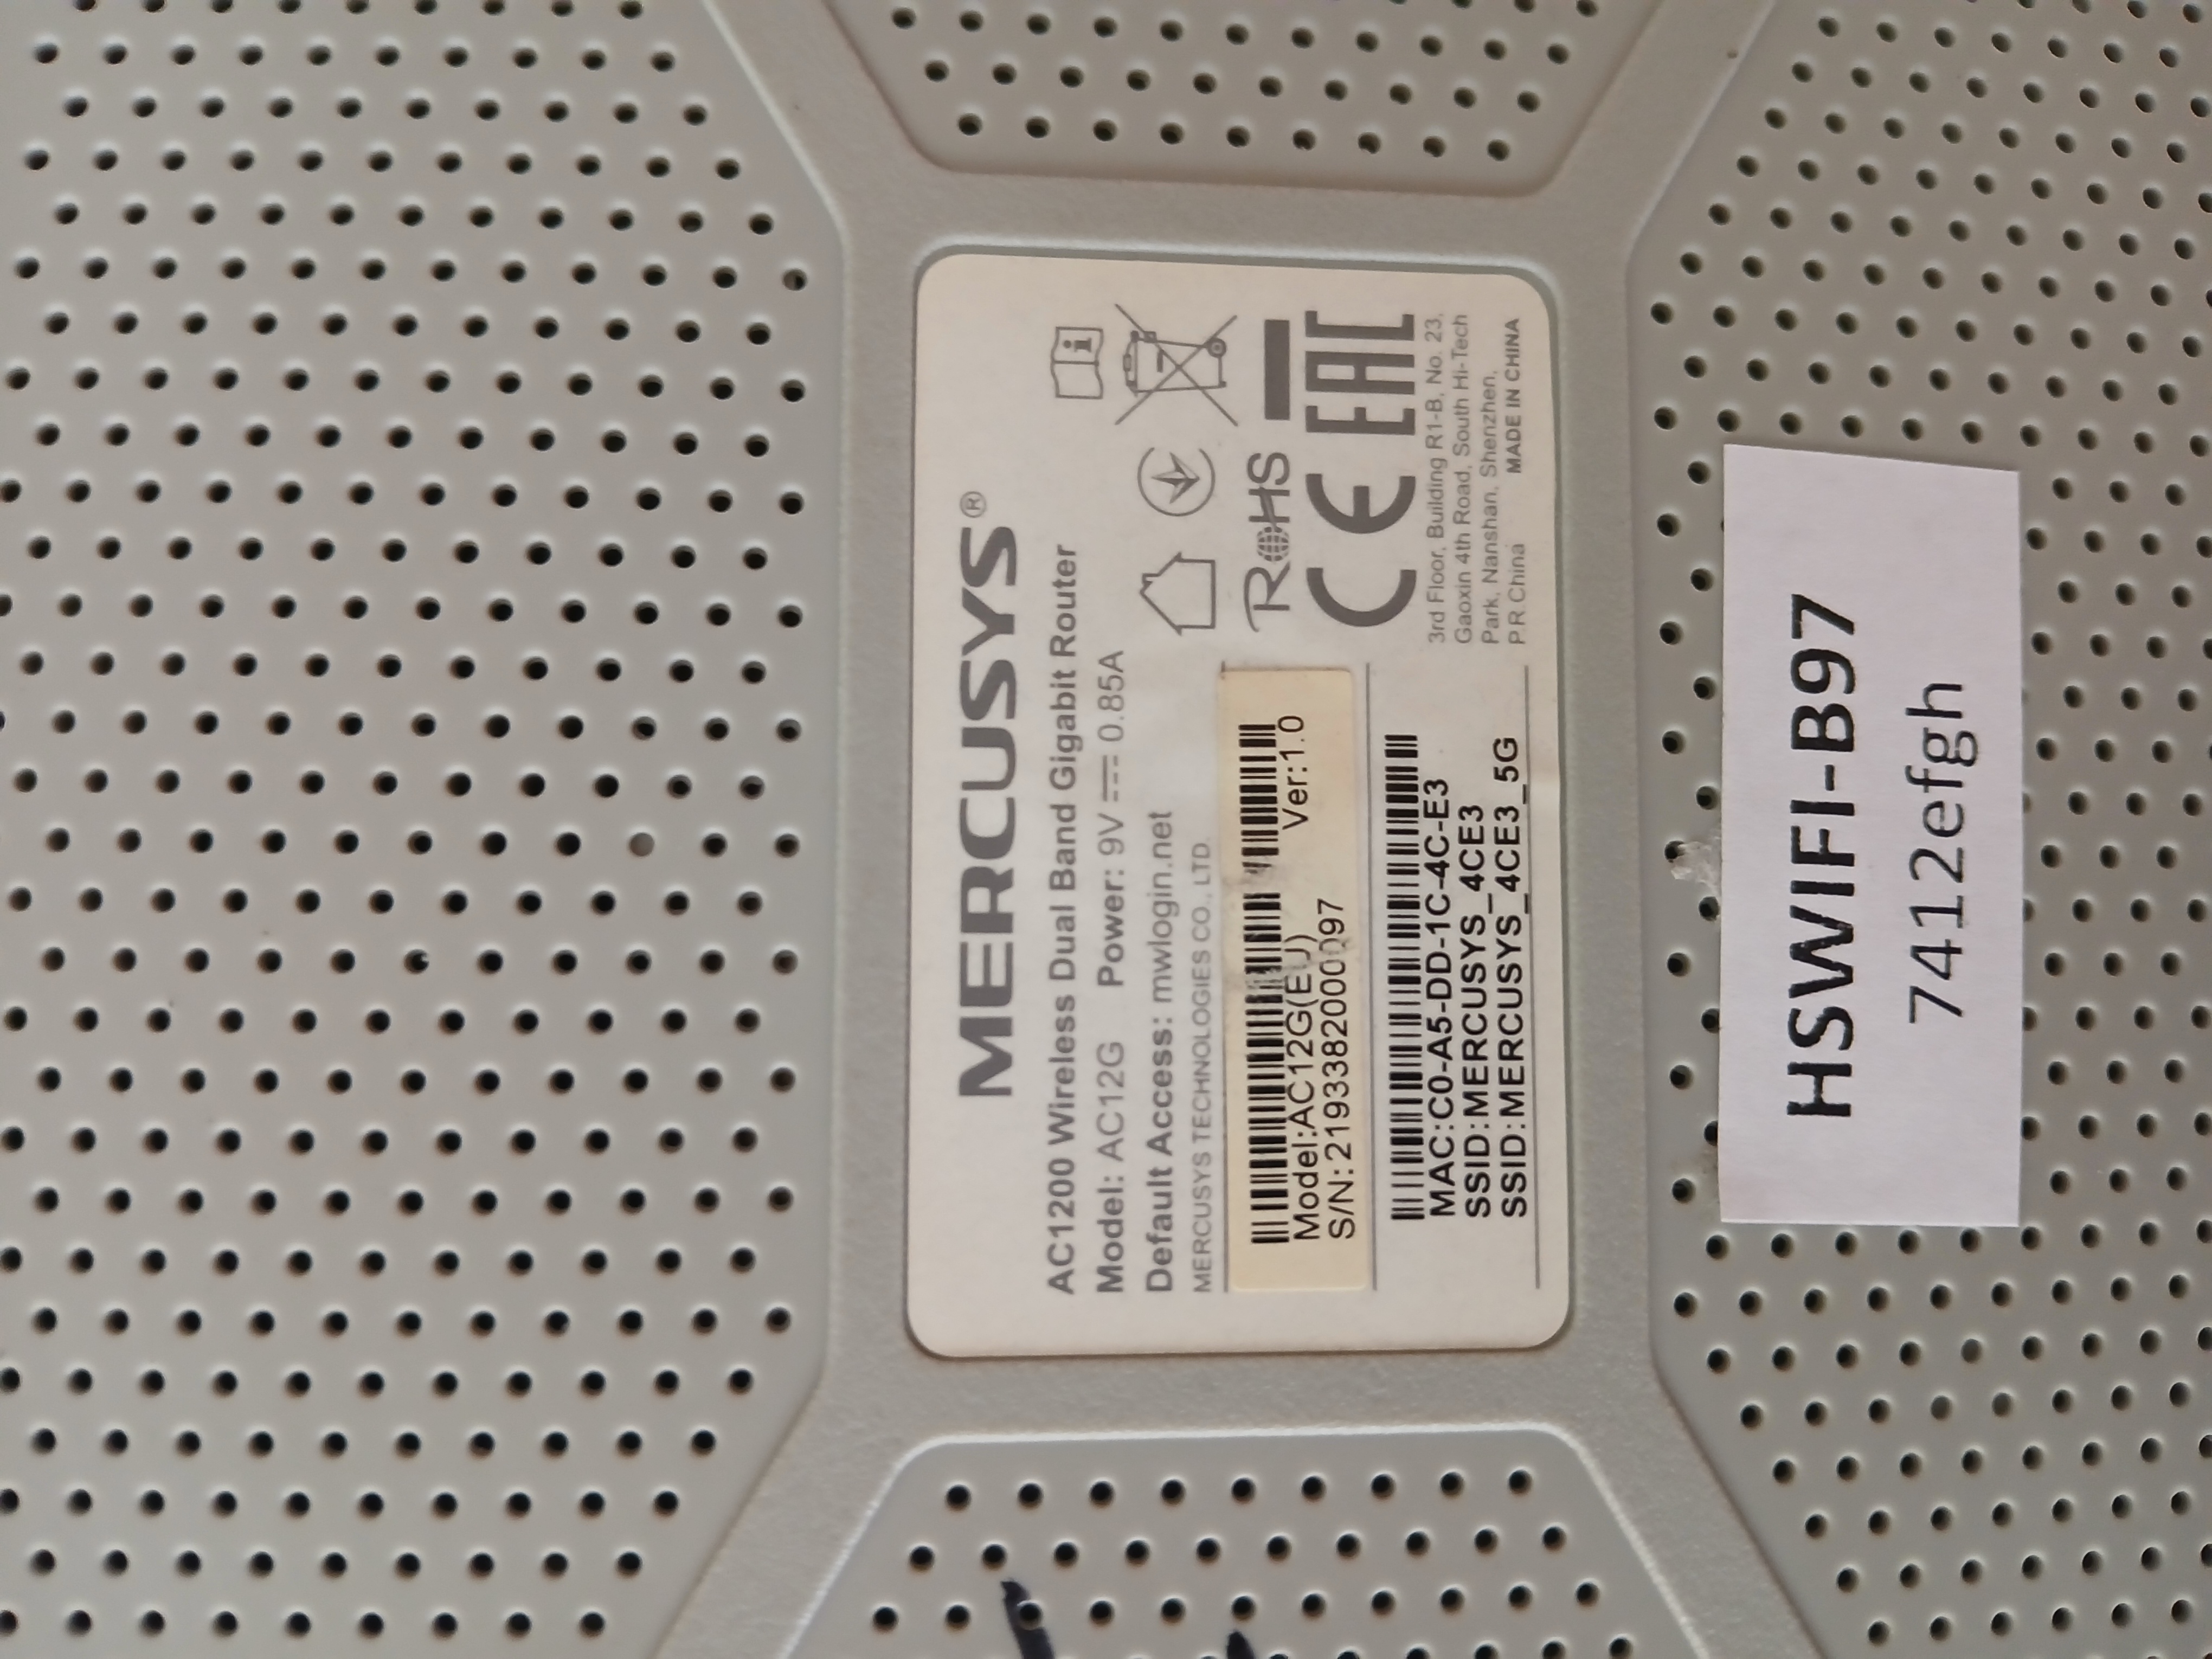 MERCUSYS®
AC1200 Wireless Dual Band Gigabit Router
Model: AC12G Power: 9V⎓0.85A
Default Access: mwlogin.net
MERCUSYS TECHNOLOGIES CO., LTD.
Model:AC12G(EU) Ver:1.0
S/N:2193382000097
MAC:C0-A5-DD-1C-4C-E3
SSID:MERCUSYS_4CE3
SSID:MERCUSYS_4CE3_5G
i
RoHS
CE EAC
3rd Floor, Building R1-B, No. 23,
Gaoxin 4th Road, South Hi-Tech
Park, Nanshan, Shenzhen,
P.R.China MADE IN CHINA
HSWIFI-B97
7412efgh